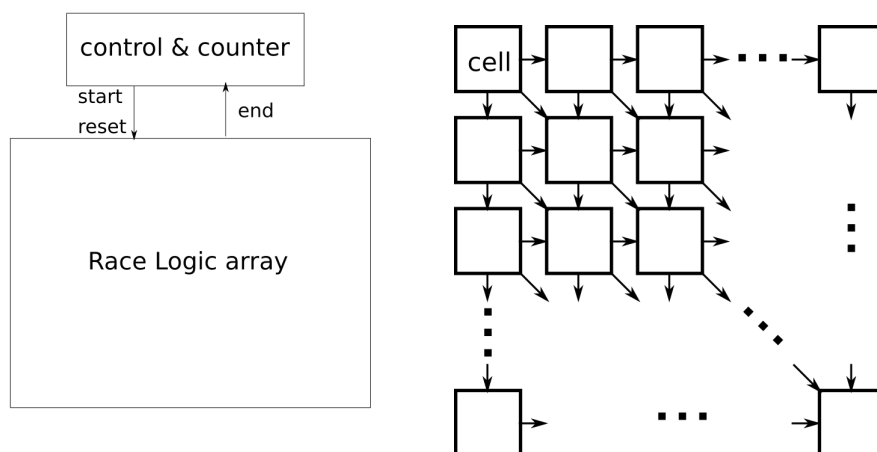 control & counter
start
reset
end
Race Logic array
cell